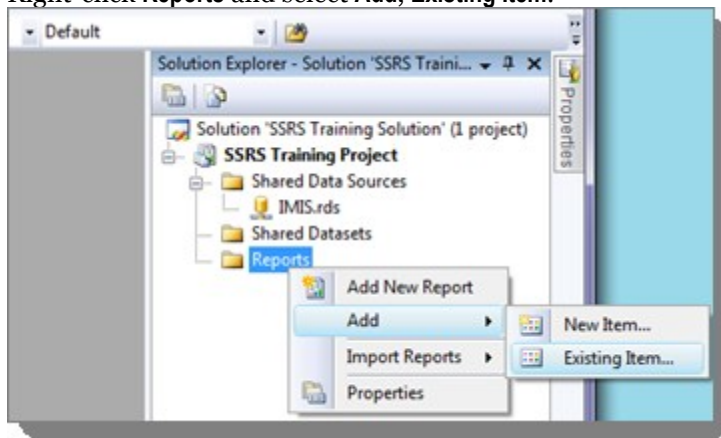 Right-click Reports and select Add, Existing Item.
Default
Solution Explorer - Solution 'SSRS Traini...
Properties
Solution 'SSRS Training Solution' (1 project)
SSRS Training Project
Shared Data Sources
IMIS.rds
Shared Datasets
Reports
Add New Report
Add
New Item...
Import Reports
Existing Item...
Properties